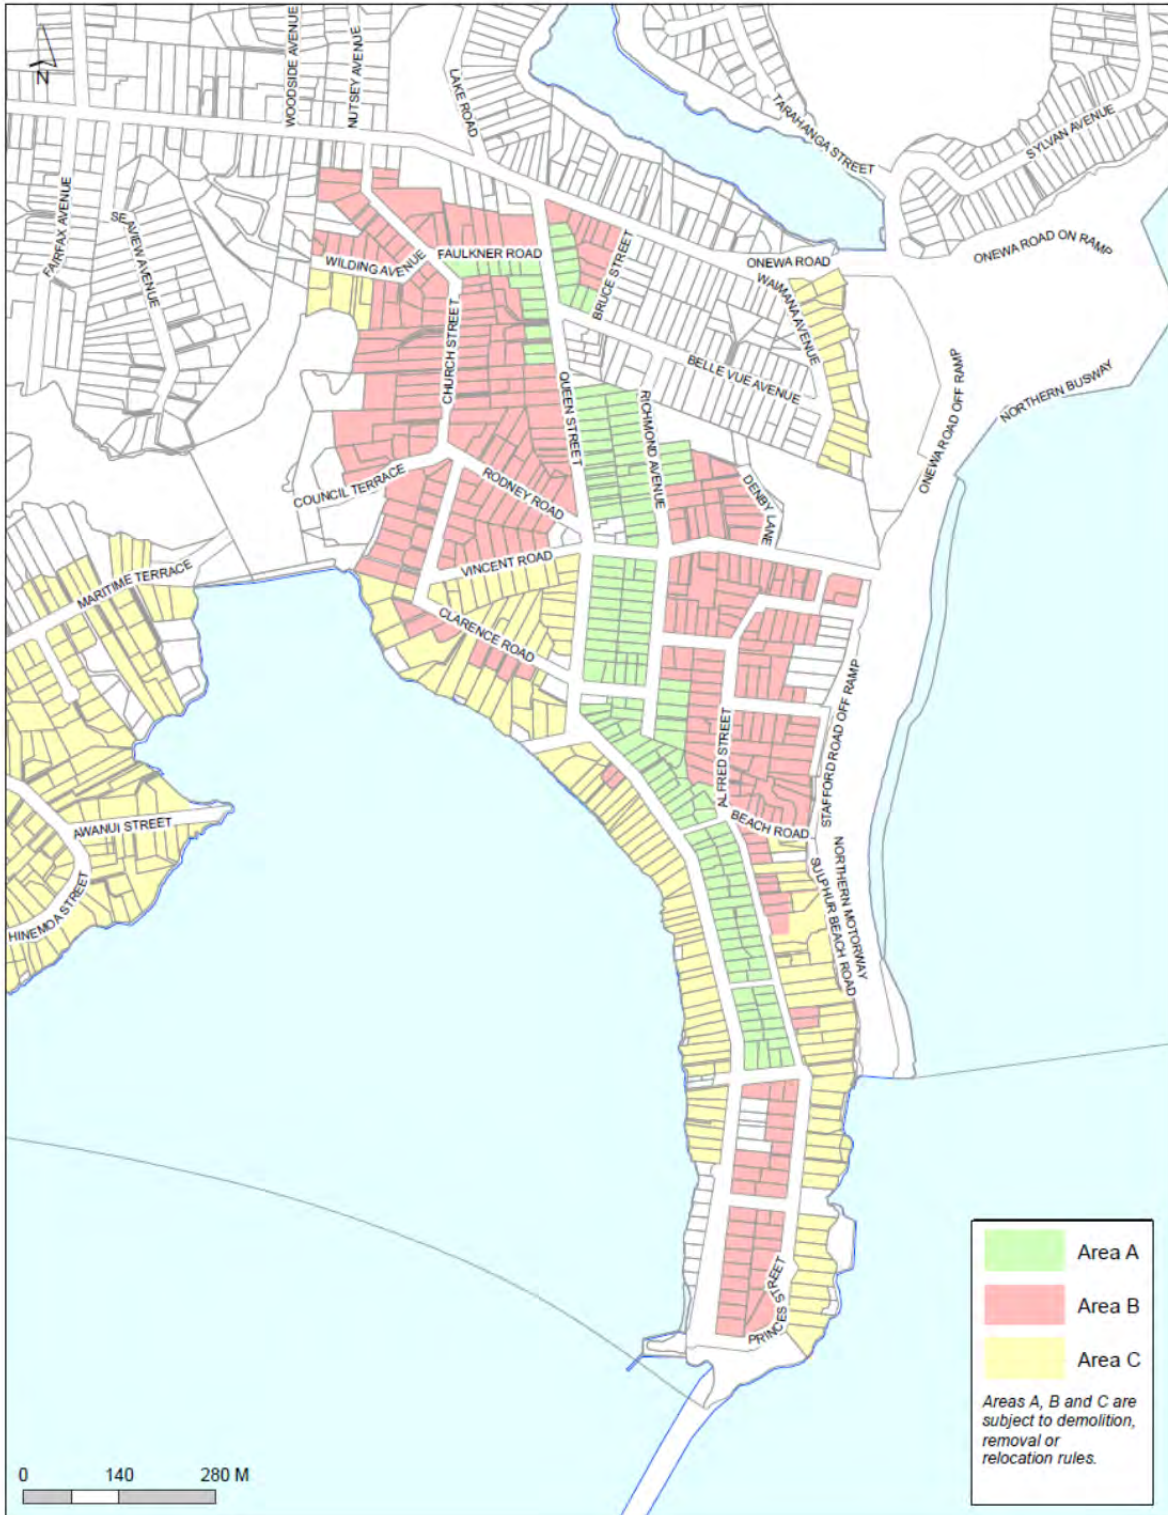 WOODSIDE AVENUE
NUTSEY AVENUE
LAKE ROAD
TARAHANGA STREET
SYLVAN AVENUE
N
FAIRFAX AVENUE
SEAVIEW AVENUE
WILDING AVENUE
FAULKNER ROAD
BRUCE STREET
ONEWA ROAD
ONEWA ROAD ON RAMP
WAIMANA AVENUE
CHURCH STREET
QUEEN STREET
BELLE VUE AVENUE
RICHMOND AVENUE
NORTHERN BUSWAY
ONEWA ROAD OFF RAMP
COUNCIL TERRACE
RODNEY ROAD
DENBY LANE
MARITIME TERRACE
VINCENT ROAD
CLARENCE ROAD
STAFFORD ROAD OFF RAMP
ALFRED STREET
AWANUI STREET
BEACH ROAD
HINEMOA STREET
NORTHERN MOTORWAY
SULPHUR BEACH ROAD
PRINCES STREET
Area A
Area B
Area C
Areas A, B and C are
subject to demolition,
removal or
relocation rules.
0 140 280 M